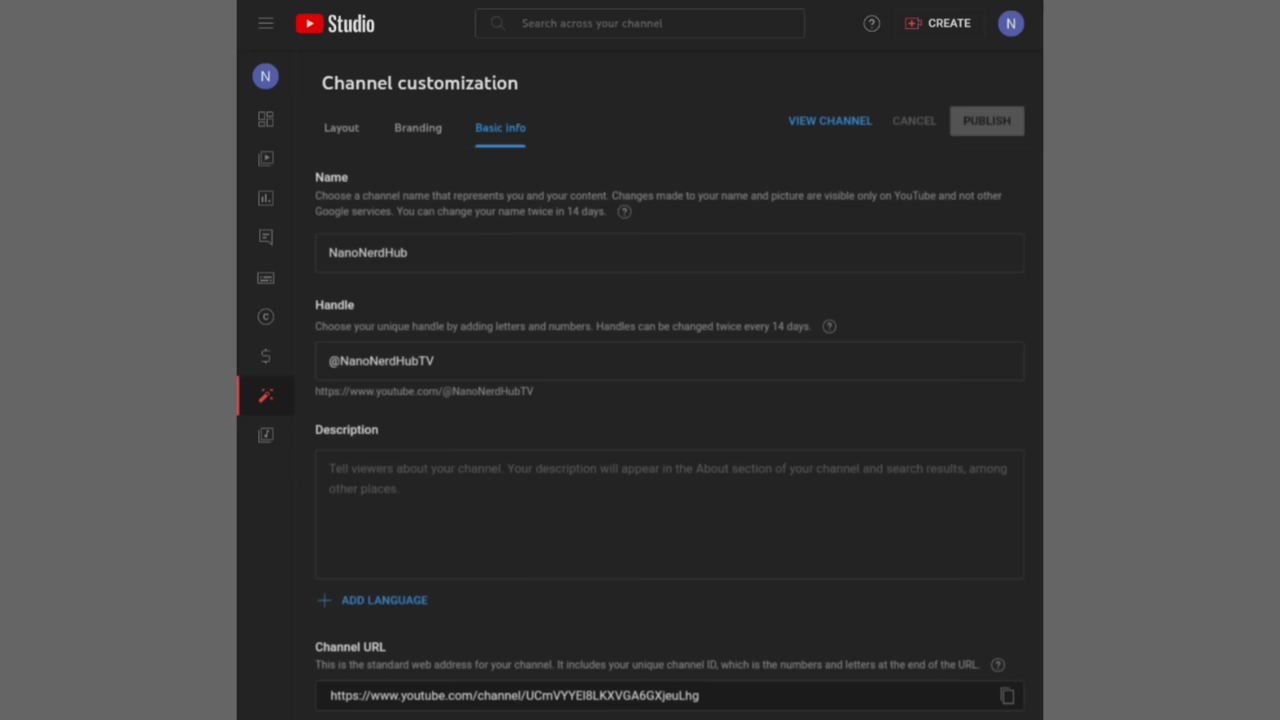 Studio
Search across your channel
CREATE
N
N
Channel customization
Layout
Branding
Basic info
VIEW CHANNEL
CANCEL
PUBLISH
Name
Choose a channel name that represents you and your content. Changes made to your name and picture are visible only on YouTube and not other
Google services. You can change your name twice in 14 days.
NanoNerdHub
Handle
Choose your unique handle by adding letters and numbers. Handles can be changed twice every 14 days.
@NanoNerdHubTV
https://www.youtube.com/@NanoNerdHubTV
Description
Tell viewers about your channel. Your description will appear in the About section of your channel and search results, among
other places.
ADD LANGUAGE
Channel URL
This is the standard web address for your channel. It includes your unique channel ID, which is the numbers and letters at the end of the URL.
https://www.youtube.com/channel/UCmVYYEI8LKXVGA6GXjeuLhg